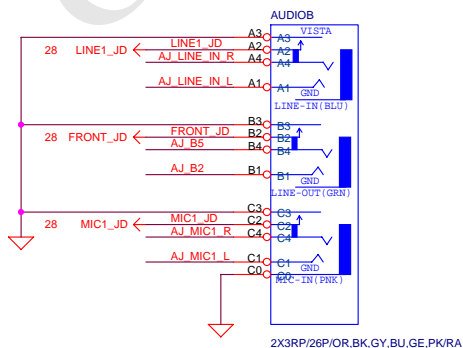 AUDIOB
VISTA
A3 A3
28 LINE1_JD LINE1_JD A2 A2
AJ_LINE_IN_R A4 A4
AJ_LINE_IN_L A1 A1
GND
LINE-IN(BLU)
B3 B3
28 FRONT_JD FRONT_JD B2 B2
AJ_B5 B4 B4
AJ_B2 B1 B1
GND
LINE-OUT(GRN)
C3 C3
28 MIC1_JD MIC1_JD C2 C2
AJ_MIC1_R C4 C4
AJ_MIC1_L C1 C1
GND
C0 C0
MIC-IN(PNK)
2X3RP/26P/OR,BK,GY,BU,GE,PK/RA